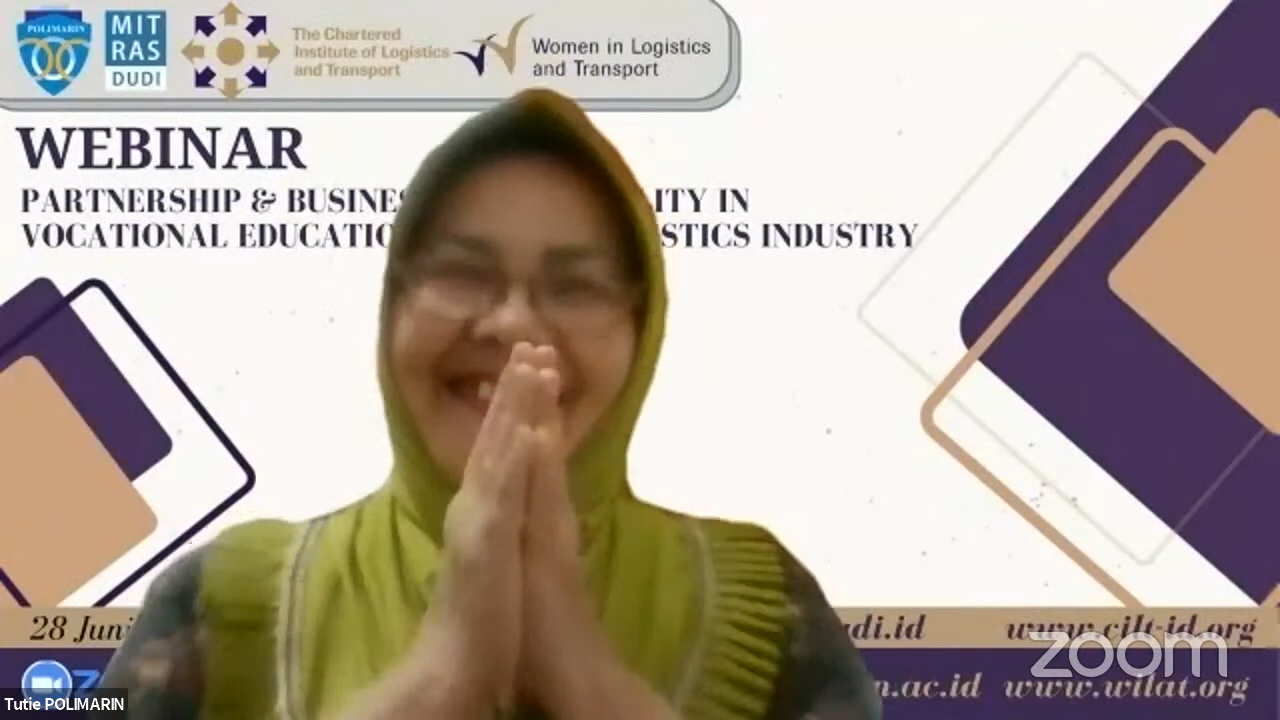 POLIMARIN
MIT
RAS
DUDI
The Chartered
Institute of Logistics
and Transport
Women in Logistics
and Transport
WEBINAR
PARTNERSHIP & BUSINE ITY IN
VOCATIONAL EDUCATIO STICS INDUSTRY
28 Juni
di.id www.cilt-id.org
zoom
n.ac.id www.wilat.org
Tutie POLIMARIN